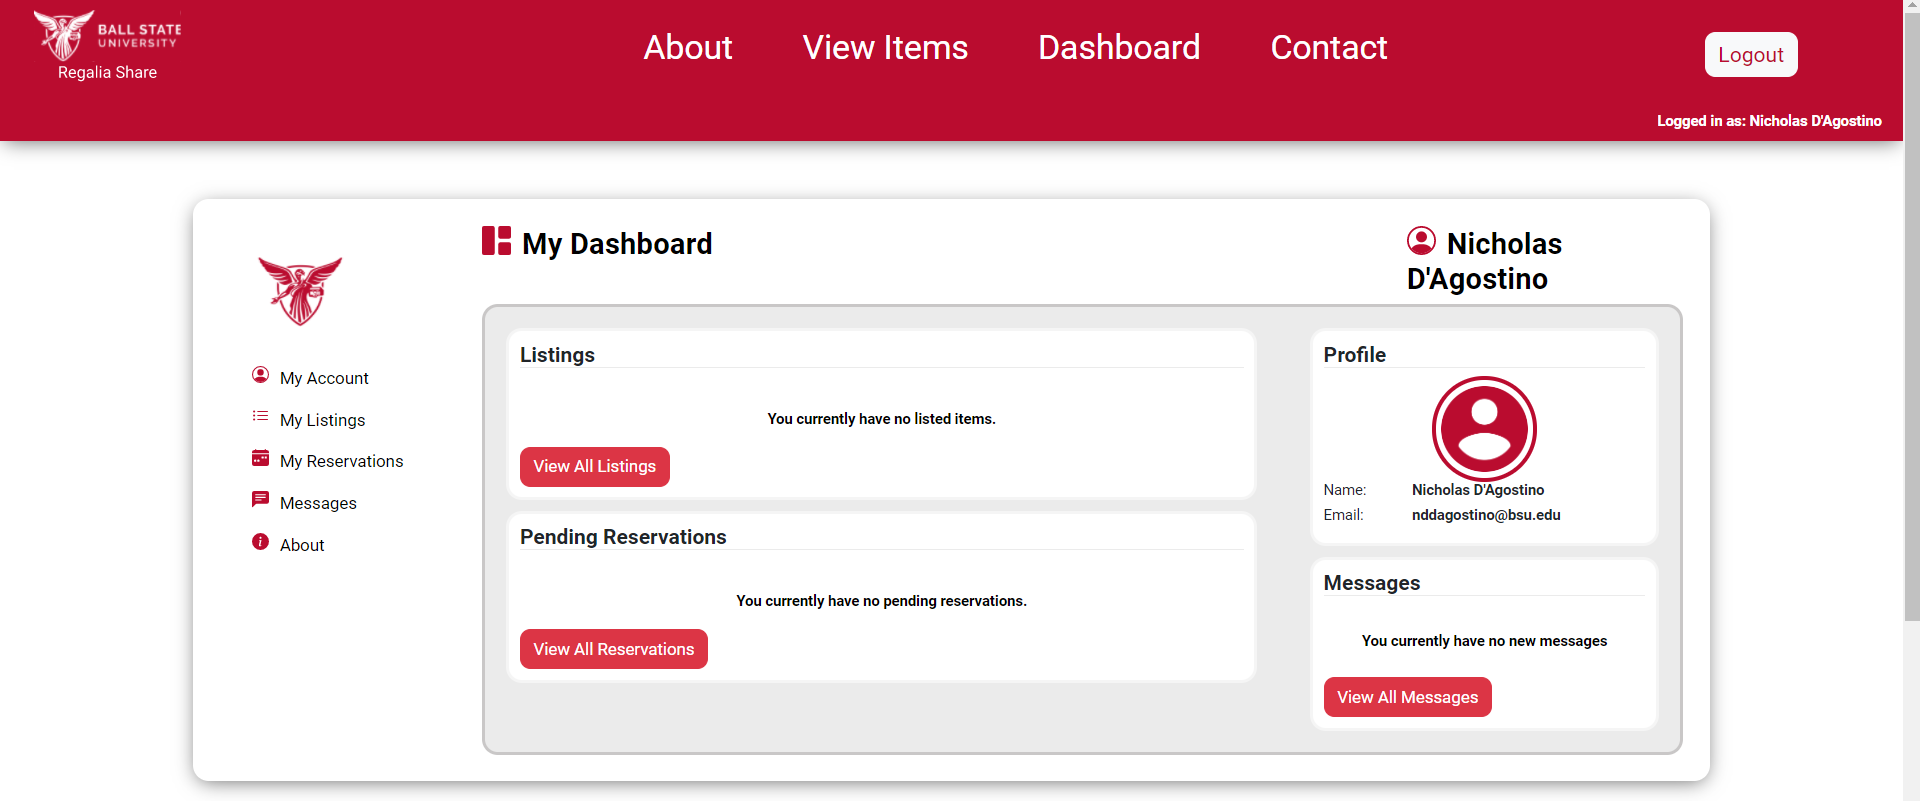 BALL STATE
UNIVERSITY
Regalia Share
About
View Items
Dashboard
Contact
Logout
Logged in as: Nicholas D'Agostino
My Account
My Listings
My Reservations
Messages
About
My Dashboard
Nicholas
D'Agostino
Listings
You currently have no listed items.
View All Listings
Pending Reservations
You currently have no pending reservations.
View All Reservations
Profile
Name: Nicholas D'Agostino
Email: nddagostino@bsu.edu
Messages
You currently have no new messages
View All Messages